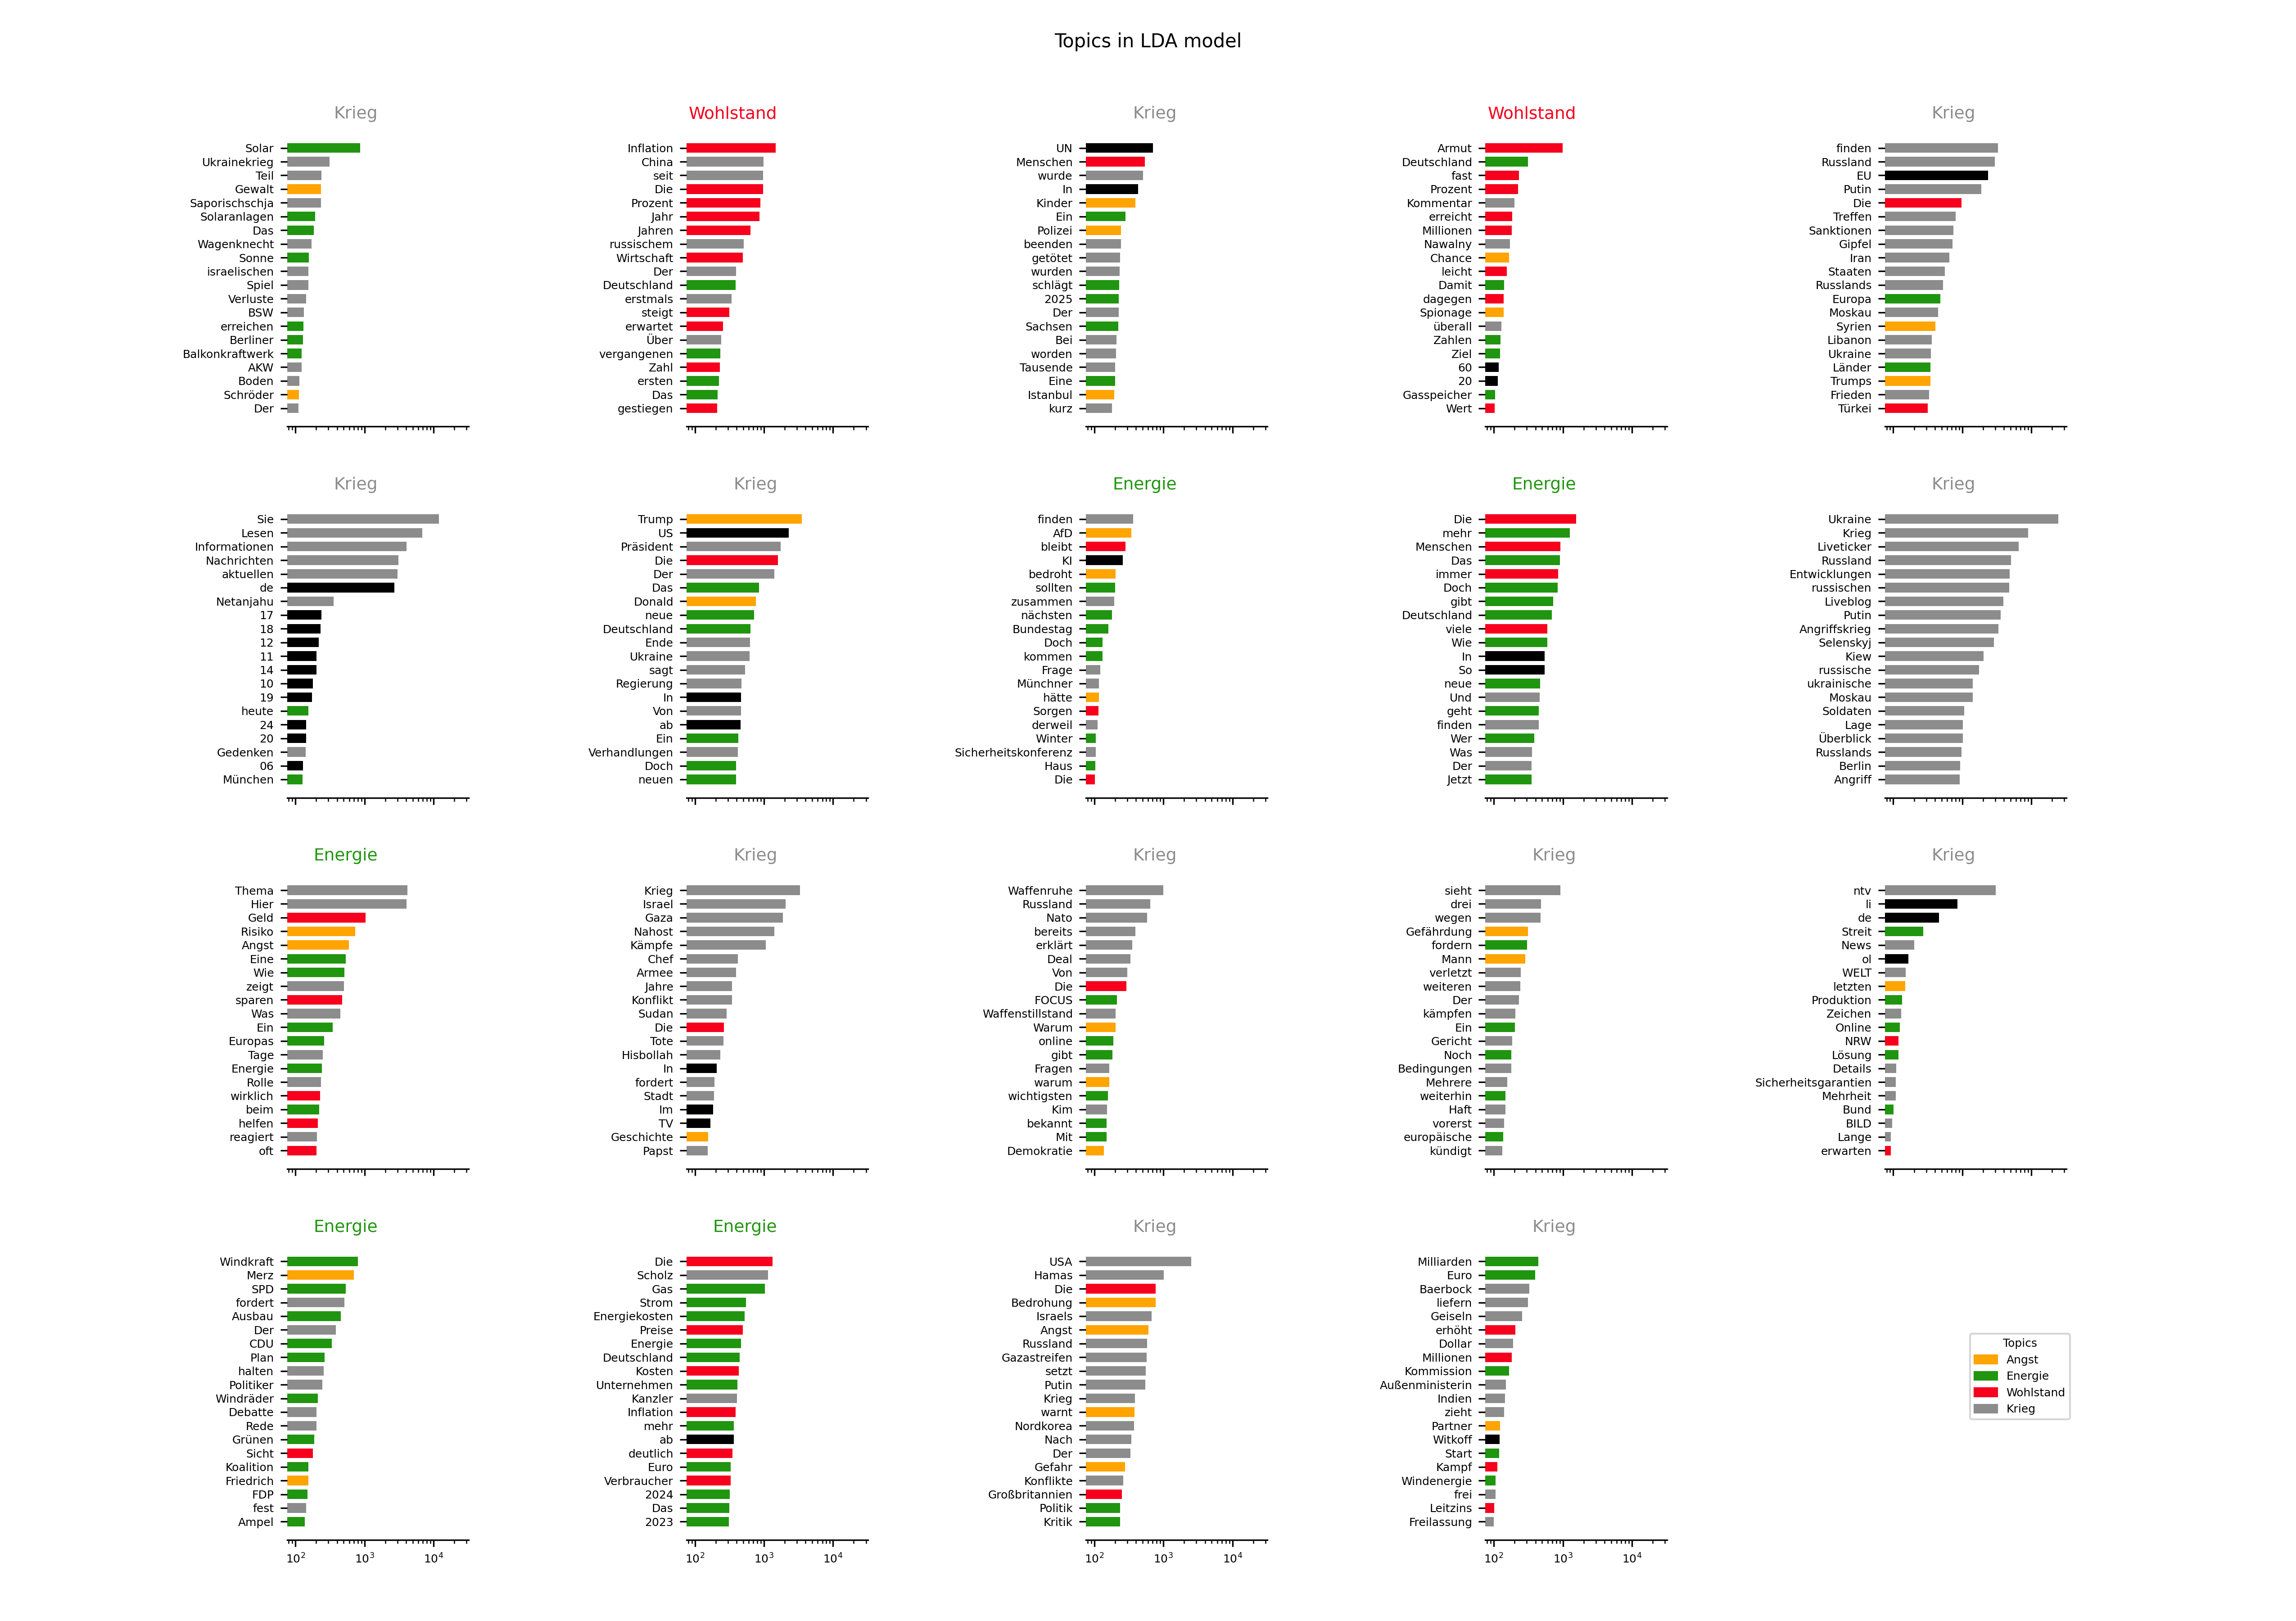 Topics in LDA model
Krieg
Solar
Ukrainekrieg
Teil
Gewalt
Saporischschja
Solaranlagen
Das
Wagenknecht
Sonne
israelischen
Spiel
Verluste
BSW
erreichen
Berliner
Balkonkraftwerk
AKW
Boden
Schröder
Der
Wohlstand
Inflation
China
seit
Die
Prozent
Jahr
Jahren
russischem
Wirtschaft
Der
Deutschland
erstmals
steigt
erwartet
Über
vergangenen
Zahl
ersten
Das
gestiegen
Krieg
UN
Menschen
wurde
In
Kinder
Ein
Polizei
beenden
getötet
wurden
schlägt
2025
Der
Sachsen
Bei
worden
Tausende
Eine
Istanbul
kurz
Wohlstand
Armut
Deutschland
fast
Prozent
Kommentar
erreicht
Millionen
Nawalny
Chance
leicht
Damit
dagegen
Spionage
überall
Zahlen
Ziel
60
20
Gasspeicher
Wert
Krieg
finden
Russland
EU
Putin
Die
Treffen
Sanktionen
Gipfel
Iran
Staaten
Russlands
Europa
Moskau
Syrien
Libanon
Ukraine
Länder
Trumps
Frieden
Türkei
Krieg
Sie
Lesen
Informationen
Nachrichten
aktuellen
de
Netanjahu
17
18
12
11
14
10
19
heute
24
20
Gedenken
06
München
Krieg
Trump
US
Präsident
Die
Der
Das
Donald
neue
Deutschland
Ende
Ukraine
sagt
Regierung
In
Von
ab
Ein
Verhandlungen
Doch
neuen
Energie
finden
AfD
bleibt
KI
bedroht
sollten
zusammen
nächsten
Bundestag
Doch
kommen
Frage
Münchner
hätte
Sorgen
derweil
Winter
Sicherheitskonferenz
Haus
Die
Energie
Die
mehr
Menschen
Das
immer
Doch
gibt
Deutschland
viele
Wie
In
So
neue
Und
geht
finden
Wer
Was
Der
Jetzt
Krieg
Ukraine
Krieg
Liveticker
Russland
Entwicklungen
russischen
Liveblog
Putin
Angriffskrieg
Selenskyj
Kiew
russische
ukrainische
Moskau
Soldaten
Lage
Überblick
Russlands
Berlin
Angriff
Energie
Thema
Hier
Geld
Risiko
Angst
Eine
Wie
zeigt
sparen
Was
Ein
Europas
Tage
Energie
Rolle
wirklich
beim
helfen
reagiert
oft
Krieg
Krieg
Israel
Gaza
Nahost
Kämpfe
Chef
Armee
Jahre
Konflikt
Sudan
Die
Tote
Hisbollah
In
fordert
Stadt
Im
TV
Geschichte
Papst
Krieg
Waffenruhe
Russland
Nato
bereits
erklärt
Deal
Von
Die
FOCUS
Waffenstillstand
Warum
online
gibt
Fragen
warum
wichtigsten
Kim
bekannt
Mit
Demokratie
Krieg
sieht
drei
wegen
Gefährdung
fordern
Mann
verletzt
weiteren
Der
kämpfen
Ein
Gericht
Noch
Bedingungen
Mehrere
weiterhin
Haft
vorerst
europäische
kündigt
Krieg
ntv
li
de
Streit
News
ol
WELT
letzten
Produktion
Zeichen
Online
NRW
Lösung
Details
Sicherheitsgarantien
Mehrheit
Bund
BILD
Lange
erwarten
Energie
Windkraft
Merz
SPD
fordert
Ausbau
Der
CDU
Plan
halten
Politiker
Windräder
Debatte
Rede
Grünen
Sicht
Koalition
Friedrich
FDP
fest
Ampel
10² 10³ 10⁴
Energie
Die
Scholz
Gas
Strom
Energiekosten
Preise
Energie
Deutschland
Kosten
Unternehmen
Kanzler
Inflation
mehr
ab
deutlich
Euro
Verbraucher
2024
Das
2023
10² 10³ 10⁴
Krieg
USA
Hamas
Die
Bedrohung
Israels
Angst
Russland
Gazastreifen
setzt
Putin
Krieg
warnt
Nordkorea
Nach
Der
Gefahr
Konflikte
Großbritannien
Politik
Kritik
10² 10³ 10⁴
Krieg
Milliarden
Euro
Baerbock
liefern
Geiseln
erhöht
Dollar
Millionen
Kommission
Außenministerin
Indien
zieht
Partner
Witkoff
Start
Kampf
Windenergie
frei
Leitzins
Freilassung
10² 10³ 10⁴
Topics
Angst
Energie
Wohlstand
Krieg